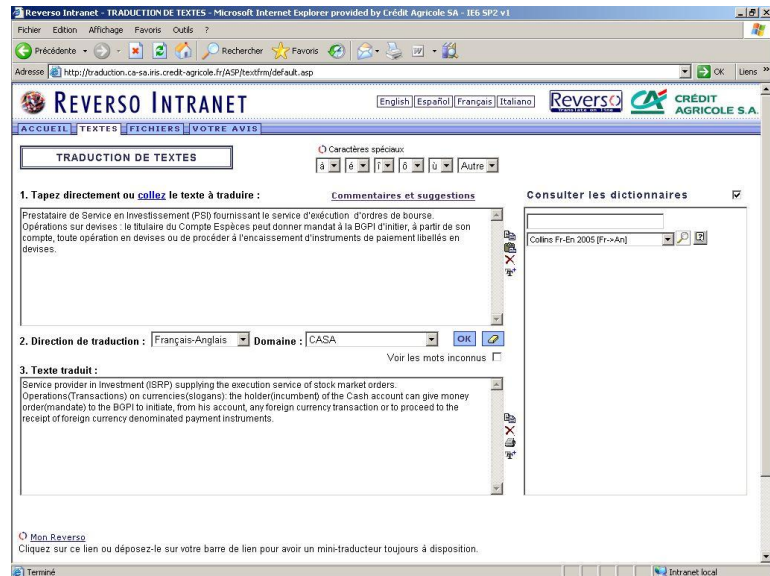 Reverso Intranet - TRADUCTION DE TEXTES - Microsoft Internet Explorer provided by Crédit Agricole SA - IE6 SP2 v1
Fichier Edition Affichage Favoris Outils ?
Précédente Rechercher Favoris
Adresse http://traduction.ca-sa.iris.credit-agricole.fr/ASP/textfrm/default.asp OK Liens »
REVERSO INTRANET English Español Français Italiano Reverso Translate on line CRÉDIT AGRICOLE S.A.
ACCUEIL TEXTES FICHIERS VOTRE AVIS
TRADUCTION DE TEXTES
Caractères spéciaux
á é î õ ù Autre
1. Tapez directement ou collez le texte à traduire : Commentaires et suggestions Consulter les dictionnaires
Prestataire de Service en Investissement (PSI) fournissant le service d'exécution d'ordres de bourse.
Opérations sur devises : le titulaire du Compte Espèces peut donner mandat à la BGPI d'initier, à partir de son
compte, toute opération en devises ou de procéder à l'encaissement d'instruments de paiement libellés en
devises.
Collins Fr-En 2005 [Fr->An]
2. Direction de traduction : Français-Anglais Domaine : CASA OK
Voir les mots inconnus
3. Texte traduit :
Service provider in Investment (ISRP) supplying the execution service of stock market orders.
Operations(Transactions) on currencies(slogans): the holder(incumbent) of the Cash account can give money
order(mandate) to the BGPI to initiate, from his account, any foreign currency transaction or to proceed to the
receipt of foreign currency denominated payment instruments.
Mon Reverso
Cliquez sur ce lien ou déposez-le sur votre barre de lien pour avoir un mini-traducteur toujours à disposition.
Terminé Intranet local